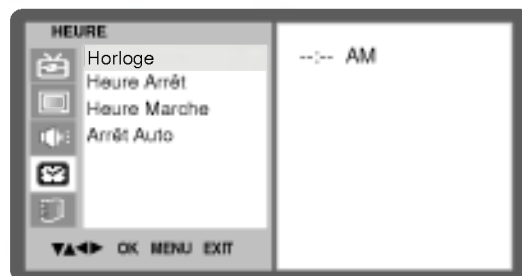 HEURE
Horloge
--:-- AM
Heure Arrêt
Heure Marche
Arrêt Auto
▼▲◀▶ OK MENU EXIT